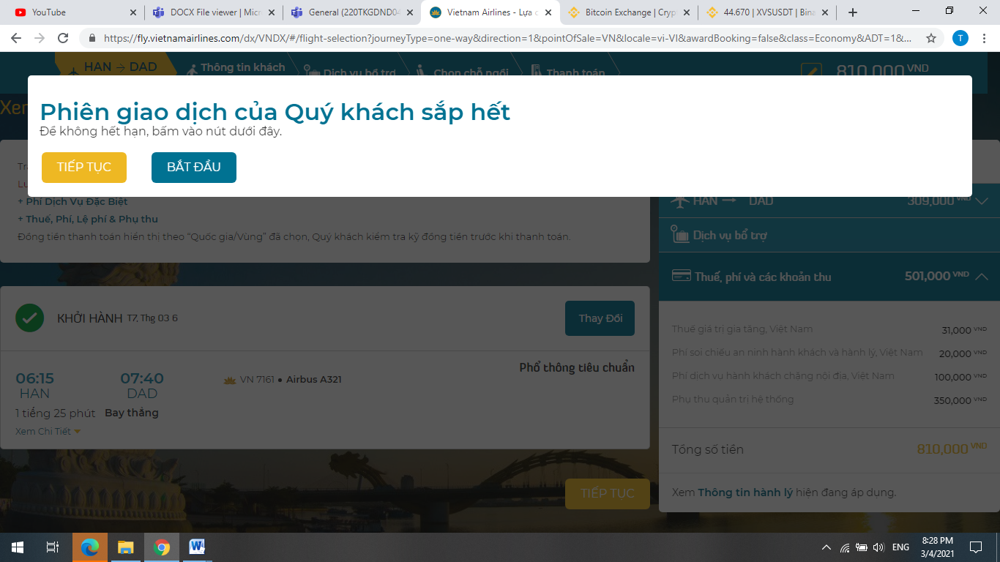 YouTube
DOCX File viewer | Micr
General (220TKGDND04
Vietnam Airlines - Lựa c
Bitcoin Exchange | Cryp
44.670 | XVSUSDT | Bina
https://fly.vietnamairlines.com/dx/VNDX/#/flight-selection?journeyType=one-way&direction=1&pointOfSale=VN&locale=vi-VI&awardBooking=false&class=Economy&ADT=1&...
T
HAN → DAD
Thông tin khách
Dịch vụ bổ trợ
Chọn chỗ ngồi
Thanh toán
810,000 VND
Xem
Phiên giao dịch của Quý khách sắp hết
Để không hết hạn, bấm vào nút dưới đây.
TIẾP TỤC
BẮT ĐẦU
+ Phí Dịch Vụ Đặc Biệt
+ Thuế, Phí, Lệ phí & Phụ thu
Đồng tiền thanh toán hiển thị theo “Quốc gia/Vùng” đã chọn, Quý khách kiểm tra kỹ đồng tiền trước khi thanh toán.
KHỞI HÀNH T7, Thg 03 6
Thay Đổi
06:15
07:40
HAN
DAD
VN 7161 • Airbus A321
Phổ thông tiêu chuẩn
1 tiếng 25 phút
Bay thẳng
Xem Chi Tiết
TIẾP TỤC
HAN → DAD 309,000 VND
Dịch vụ bổ trợ
Thuế, phí và các khoản thu 501,000 VND
Thuế giá trị gia tăng, Việt Nam 31,000 VND
Phí soi chiếu an ninh hành khách và hành lý, Việt Nam 20,000 VND
Phí dịch vụ hành khách chặng nội địa, Việt Nam 100,000 VND
Phụ thu quản trị hệ thống 350,000 VND
Tổng số tiền 810,000 VND
Xem Thông tin hành lý hiện đang áp dụng.
ENG
8:28 PM
3/4/2021